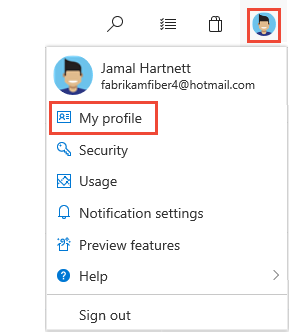 Jamal Hartnett
fabrikamfiber4@hotmail.com
My profile
Security
Usage
Notification settings
Preview features
Help
Sign out